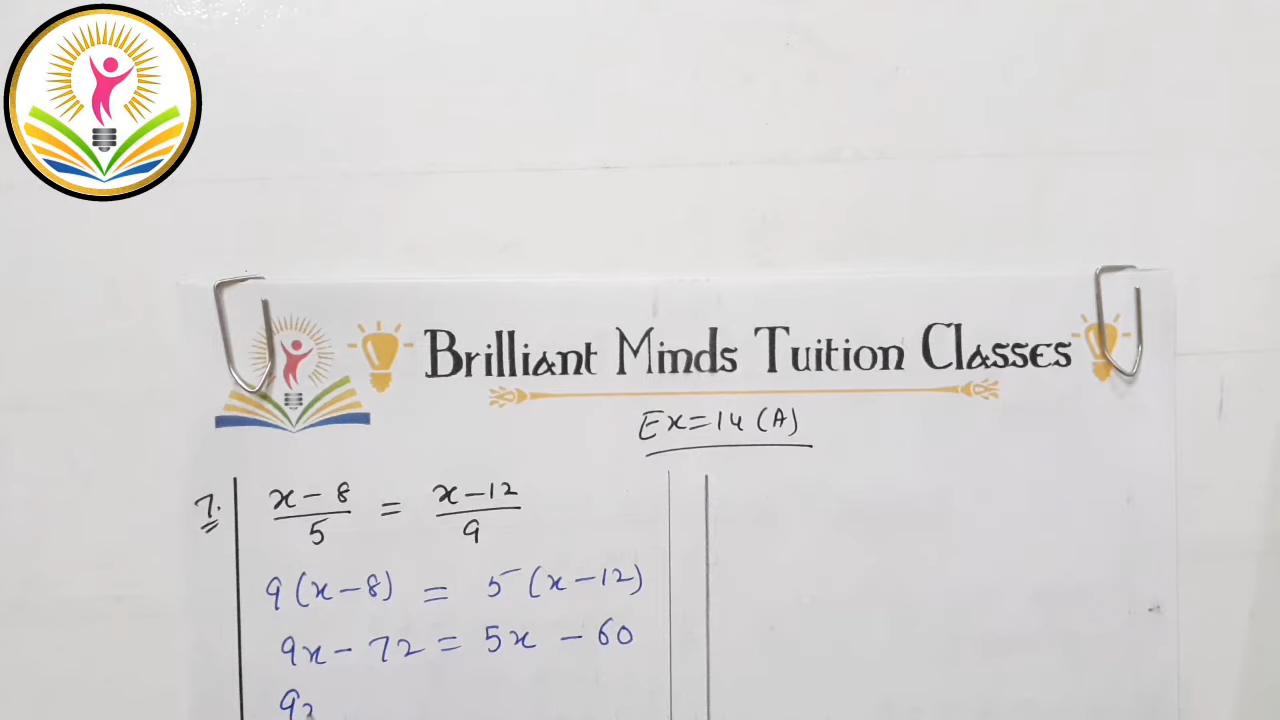 Brilliant Minds Tuition Classes
Ex=14(A)
7. x-8/5 = x-12/9
9(x-8) = 5(x-12)
9x-72 = 5x-60
9x